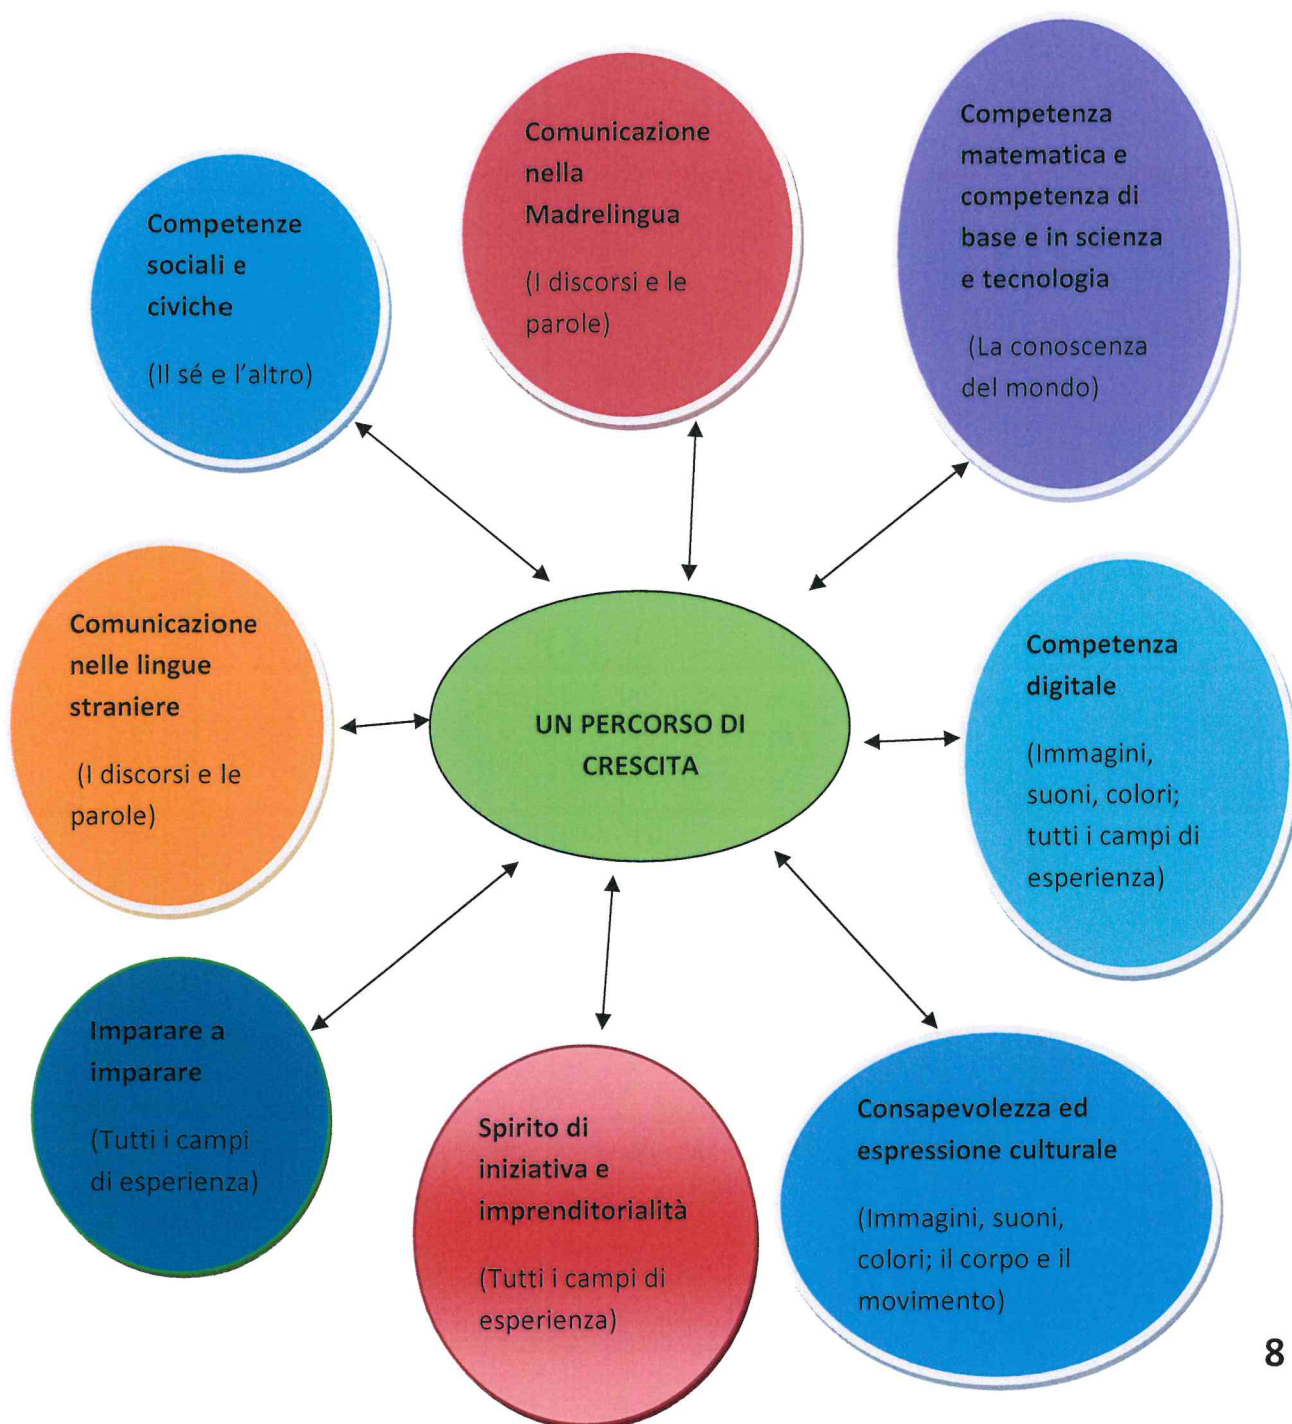 Comunicazione
nella
Madrelingua
(I discorsi e le
parole)
Competenza
matematica e
competenza di
base e in scienza
e tecnologia
(La conoscenza
del mondo)
Competenze
sociali e
civiche
(Il sé e l'altro)
Comunicazione
nelle lingue
straniere
(I discorsi e le
parole)
UN PERCORSO DI
CRESCITA
Competenza
digitale
(Immagini,
suoni, colori;
tutti i campi di
esperienza)
Imparare a
imparare
(Tutti i campi
di esperienza)
Spirito di
iniziativa e
imprenditorialità
(Tutti i campi di
esperienza)
Consapevolezza ed
espressione culturale
(Immagini, suoni,
colori; il corpo e il
movimento)
8